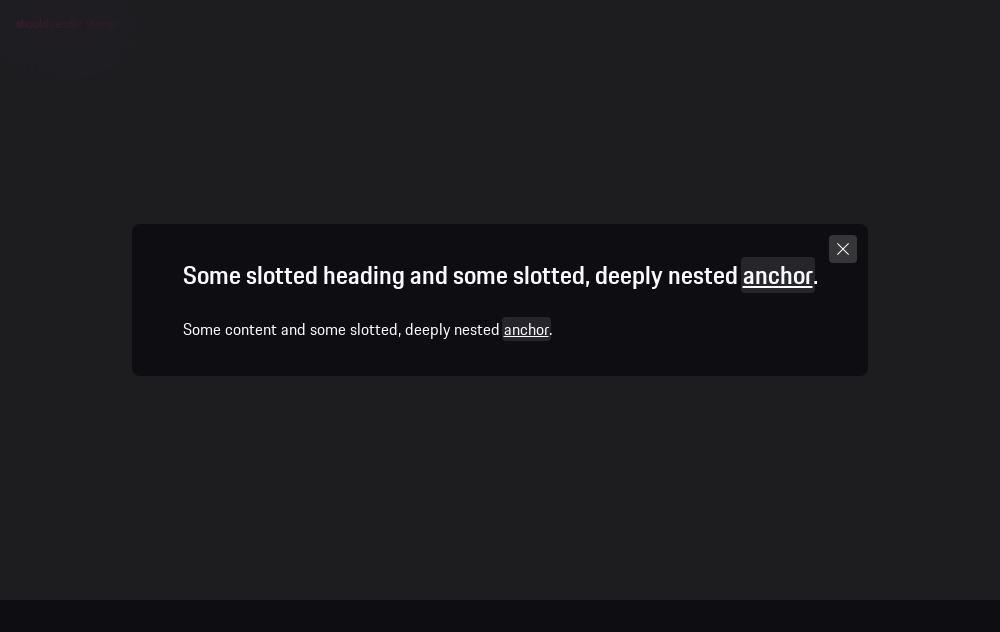 Some slotted heading and some slotted, deeply nested anchor.
Some content and some slotted, deeply nested anchor.